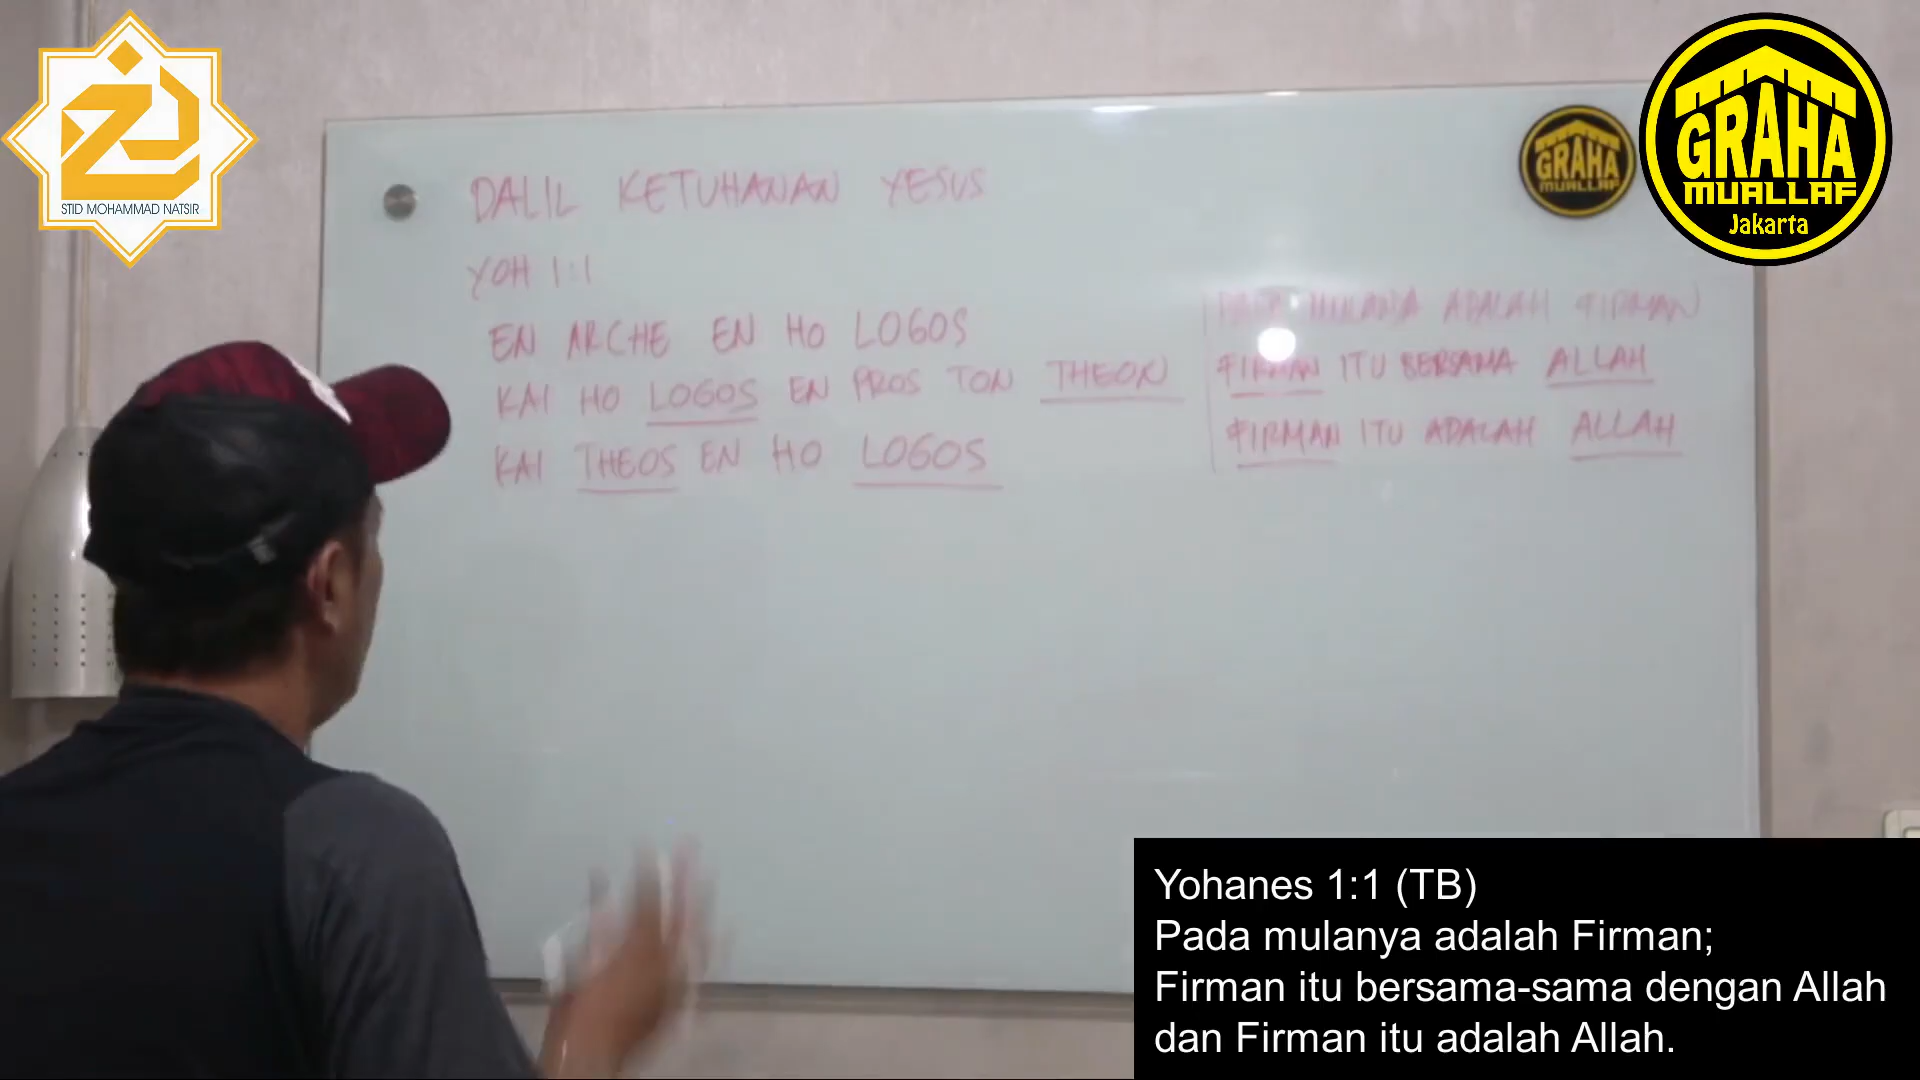 STID MOHAMMAD NATSIR
GRAHA
MUALLAF
Jakarta
GRAHA
MUALLAF
DALIL KETUHANAN YESUS
YOH 1:1
EN ARCHE EN HO LOGOS
KAI HO LOGOS EN PROS TON THEON
KAI THEOS EN HO LOGOS
PADA MULANYA ADALAH FIRMAN
FIRMAN ITU BERSAMA ALLAH
FIRMAN ITU ADALAH ALLAH
Yohanes 1:1 (TB)
Pada mulanya adalah Firman;
Firman itu bersama-sama dengan Allah
dan Firman itu adalah Allah.